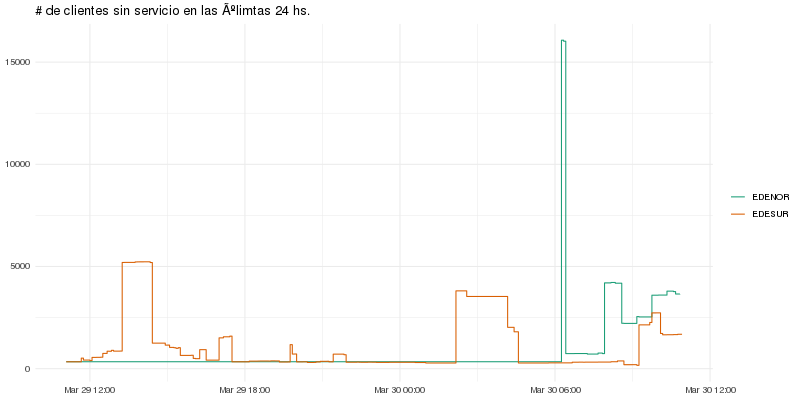 # de clientes sin servicio en las Ãºlimtas 24 hs.
15000
10000
5000
0
Mar 29 12:00
Mar 29 18:00
Mar 30 00:00
Mar 30 06:00
Mar 30 12:00
EDENOR
EDESUR